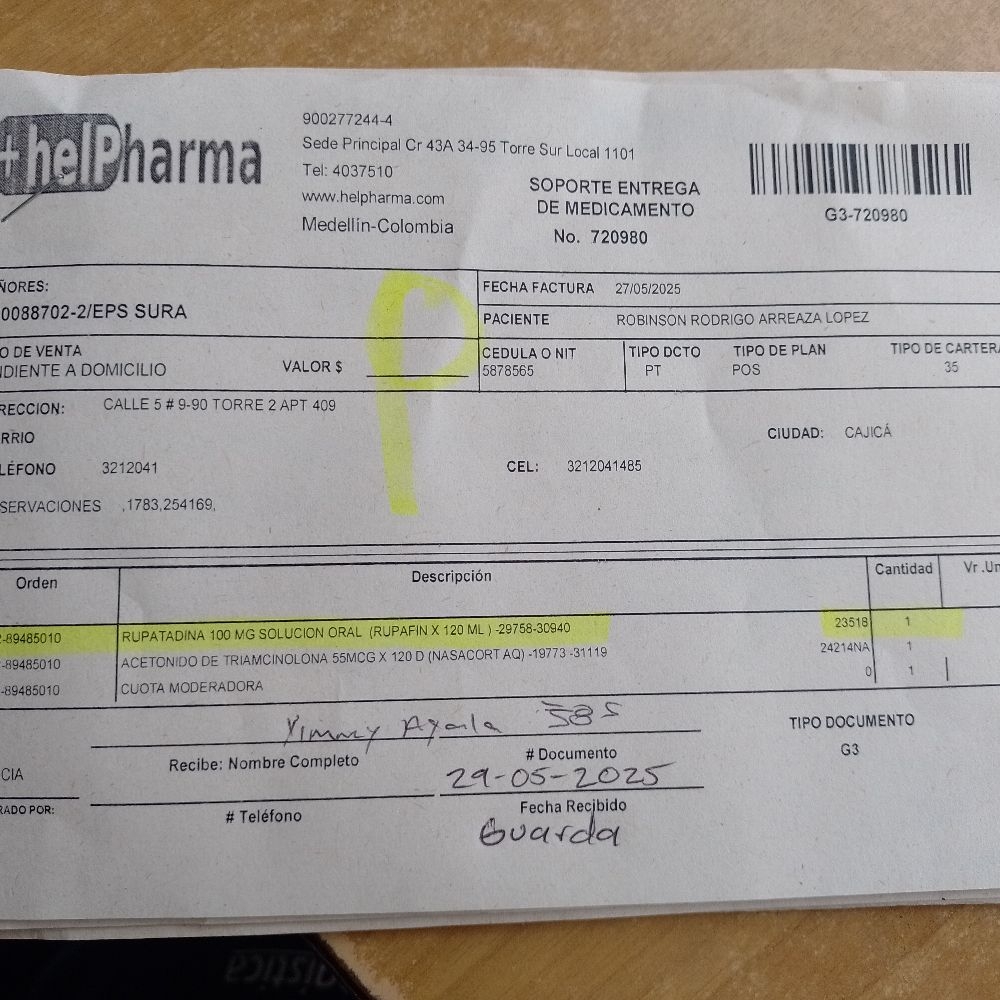 +helPharma
900277244-4
Sede Principal Cr 43A 34-95 Torre Sur Local 1101
Tel: 4037510
www.helpharma.com
Medellín-Colombia
SOPORTE ENTREGA
DE MEDICAMENTO
No. 720980
G3-720980
ÑORES:
0088702-2/EPS SURA
FECHA FACTURA 27/05/2025
PACIENTE ROBINSON RODRIGO ARREAZA LOPEZ
O DE VENTA
NDIENTE A DOMICILIO
VALOR $
CEDULA O NIT
5878565
TIPO DCTO
PT
TIPO DE PLAN
POS
TIPO DE CARTERA
35
RECCION: CALLE 5 # 9-90 TORRE 2 APT 409
RRIO
CIUDAD: CAJICÁ
LÉFONO 3212041
CEL: 3212041485
SERVACIONES ,1783,254169,
Orden Descripción Cantidad Vr .Un
-89485010 RUPATADINA 100 MG SOLUCION ORAL (RUPAFIN X 120 ML ) -29758-30940 23518 1
-89485010 ACETONIDO DE TRIAMCINOLONA 55MCG X 120 D (NASACORT AQ) -19773 -31119 24214NA 1
-89485010 CUOTA MODERADORA 0 1
Yimmy Ayala 585
Recibe: Nombre Completo # Documento
TIPO DOCUMENTO
G3
CIA
29-05-2025
RADO POR:
# Teléfono
Fecha Recibido
Guarda
ística